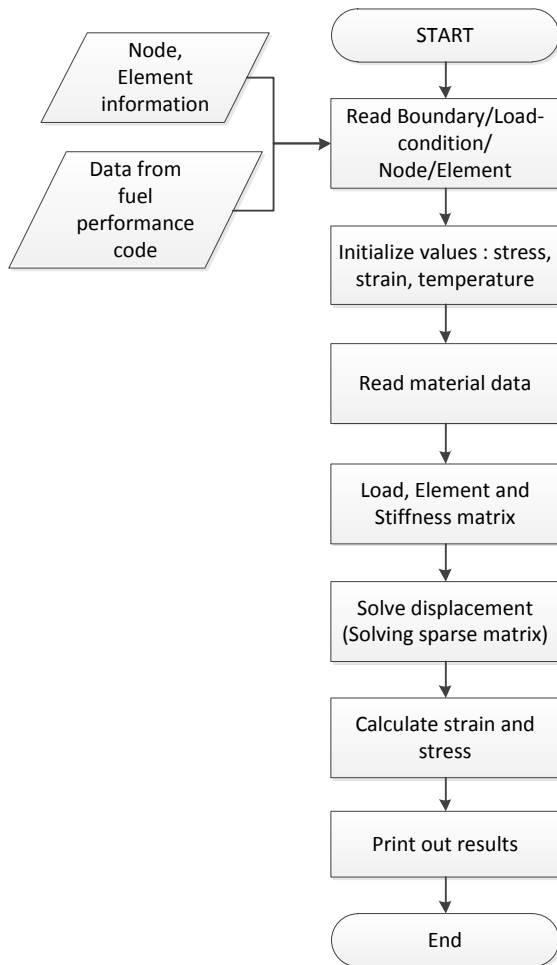 START
Node,
Element
information
Read Boundary/Load-
condition/
Node/Element
Data from
fuel
performance
code
Initialize values : stress,
strain, temperature
Read material data
Load, Element and
Stiffness matrix
Solve displacement
(Solving sparse matrix)
Calculate strain and
stress
Print out results
End